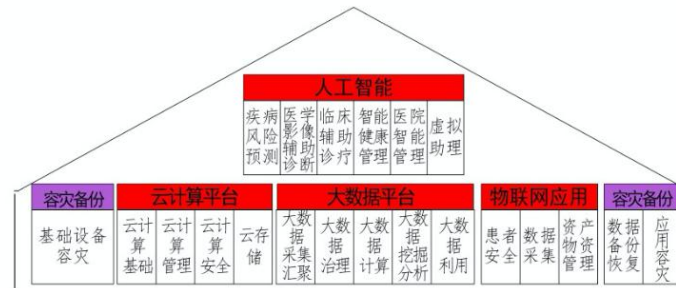 人工智能
疾病
风险
预测
医学
影像
辅助
诊断
临床
辅助
诊疗
智能
健康
管理
医院
智能
管理
虚拟
助理
容灾备份
云计算平台
大数据平台
物联网应用
容灾备份
基础设备
容灾
云计
算
基础
云计
算
管理
云计
算
安全
云存
储
大数
据
采集
汇聚
大数
据
治理
大数
据
计算
大数
据
挖掘
分析
大数
据
利用
患者
安全
数据
采集
资产
物资
管理
数据
备份
恢复
应用
容灾